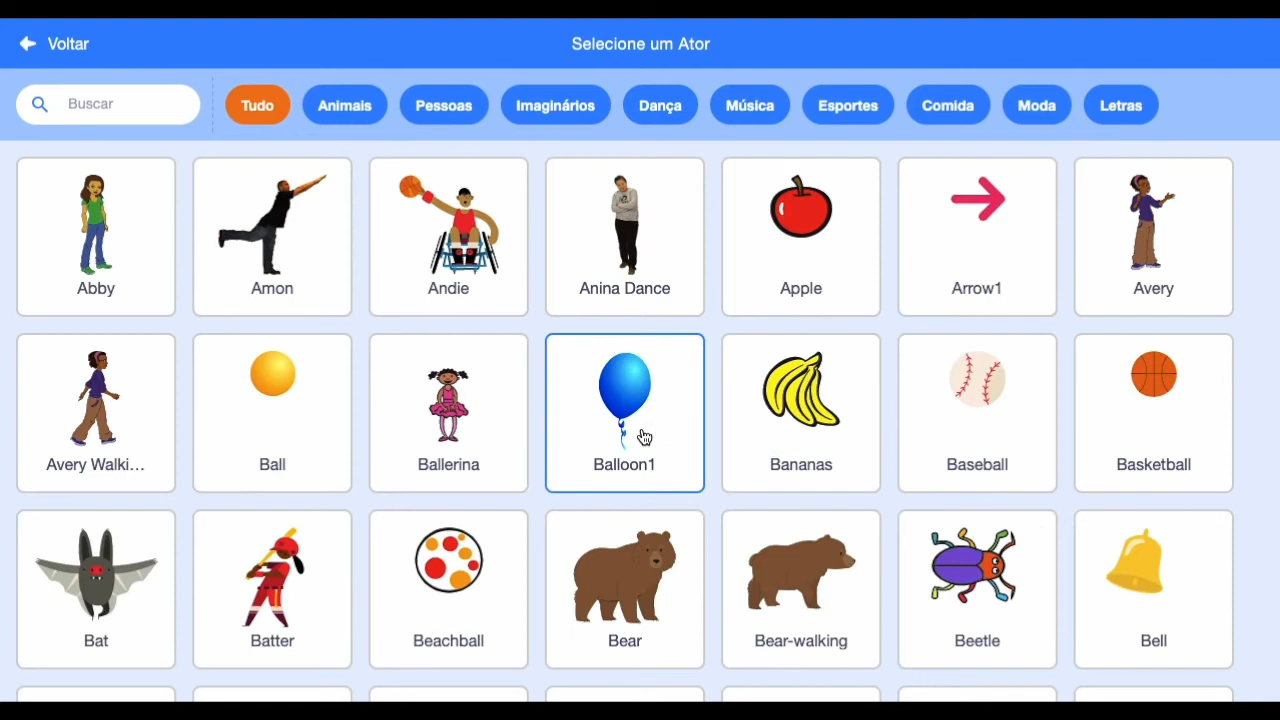 Voltar
Selecione um Ator
Buscar
Tudo
Animais
Pessoas
Imaginários
Dança
Música
Esportes
Comida
Moda
Letras
Abby
Amon
Andie
Anina Dance
Apple
Arrow1
Avery
Avery Walki...
Ball
Ballerina
Balloon1
Bananas
Baseball
Basketball
Bat
Batter
Beachball
Bear
Bear-walking
Beetle
Bell